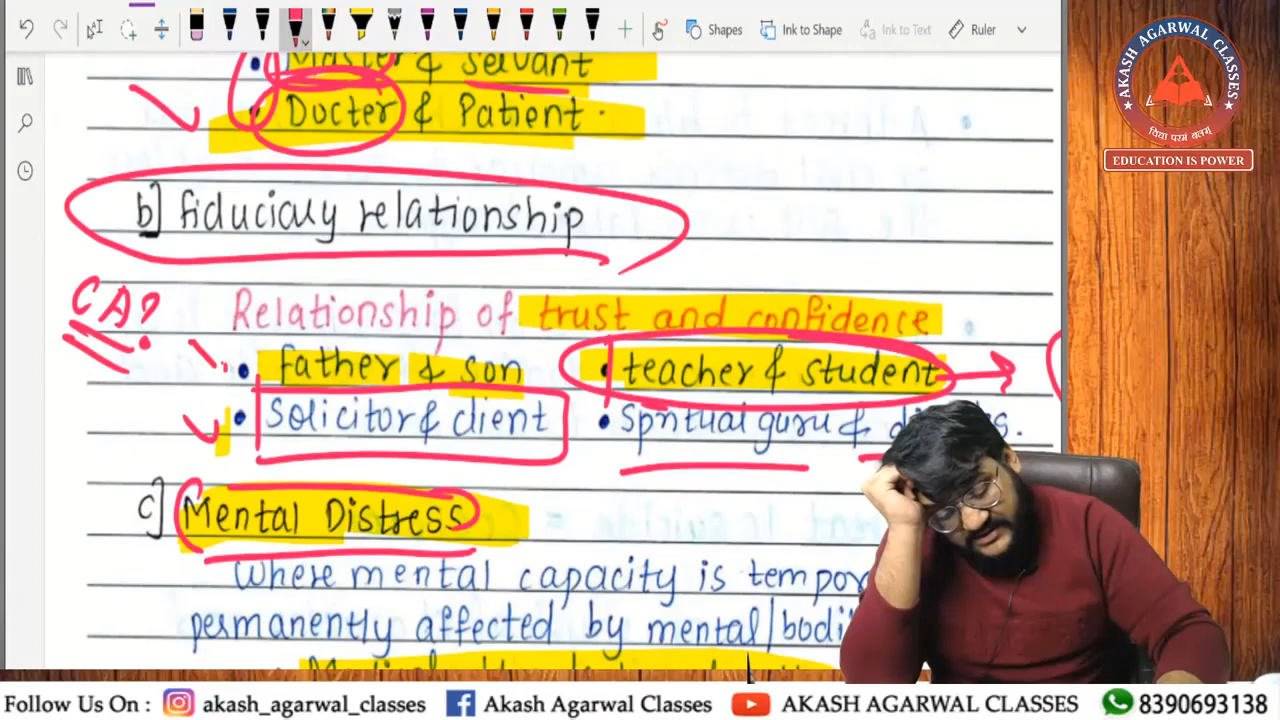 Shapes Ink to Shape Ink to Text Ruler
Master & servant
• Docter & Patient .
b] fiduciary relationship
CA?
Relationship of trust and confidence
• father & son • teacher & student
• Solicitor & client • Spritual guru &
c] Mental Distress
Where mental capacity is
permanently affected by mental/
AKASH AGARWAL CLASSES
विद्या परमं बलम्
EDUCATION IS POWER
Follow Us On : akash_agarwal_classes Akash Agarwal Classes AKASH AGARWAL CLASSES 8390693138